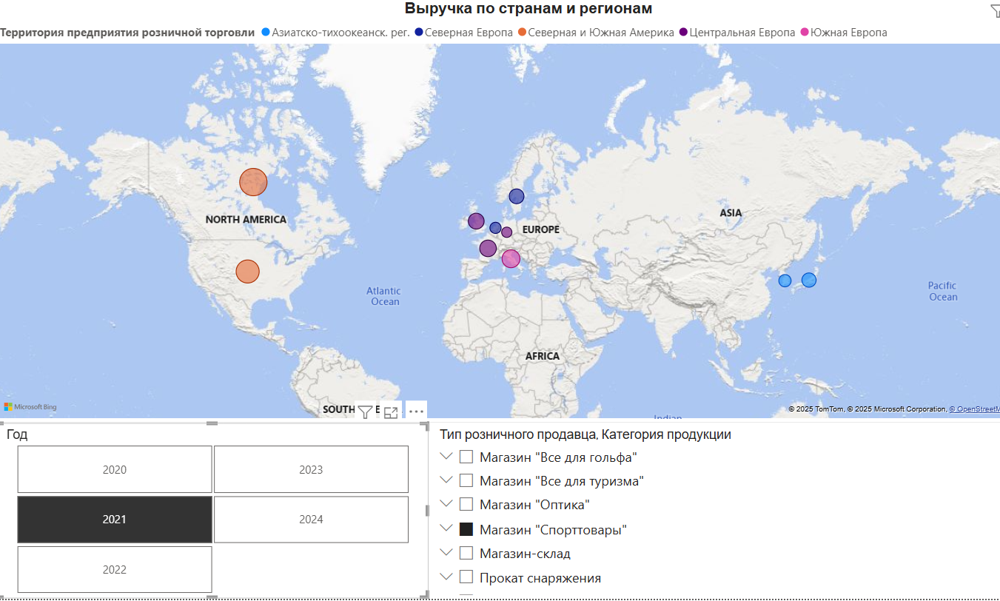 Выручка по странам и регионам
Территория предприятия розничной торговли Азиатско-тихоокеанск. рег. Северная Европа Северная и Южная Америка Центральная Европа Южная Европа
NORTH AMERICA
EUROPE
ASIA
Atlantic
Ocean
Pacific
Ocean
AFRICA
Microsoft Bing
SOUTH
Indian
© 2025 TomTom, © 2025 Microsoft Corporation, © OpenStreetM
Год
2020
2023
2021
2024
2022
Тип розничного продавца, Категория продукции
Магазин "Все для гольфа"
Магазин "Все для туризма"
Магазин "Оптика"
Магазин "Спорттовары"
Магазин-склад
Прокат снаряжения